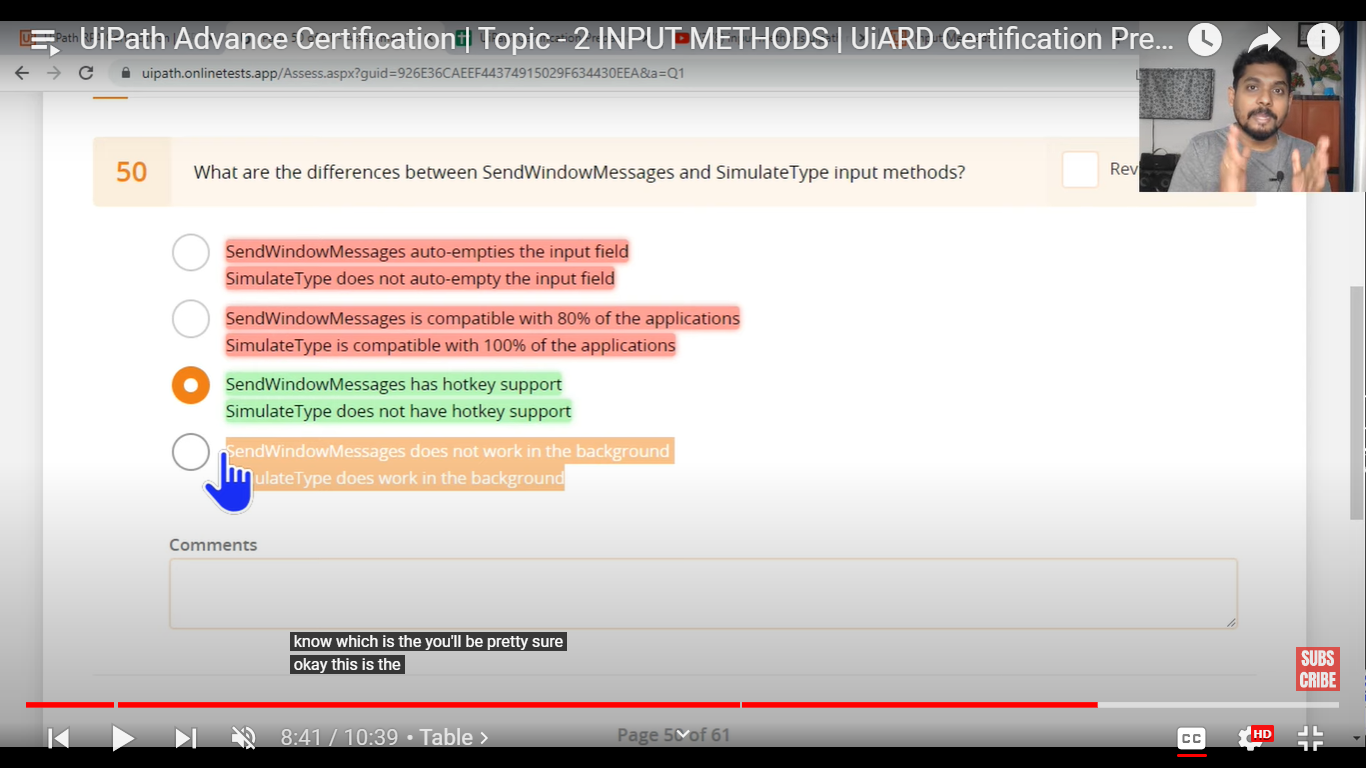 UiPath Advance Certification | Topic - 2 INPUT METHODS | UiARD Certification Pre...
uipath.onlinetests.app/Assess.aspx?guid=926E36CAEEF44374915029F634430EEA&a=Q1
50
What are the differences between SendWindowMessages and SimulateType input methods?
Rev
SendWindowMessages auto-empties the input field
SimulateType does not auto-empty the input field
SendWindowMessages is compatible with 80% of the applications
SimulateType is compatible with 100% of the applications
SendWindowMessages has hotkey support
SimulateType does not have hotkey support
SendWindowMessages does not work in the background
ulateType does work in the background
Comments
know which is the you'll be pretty sure
okay this is the
SUBS
CRIBE
8:41 / 10:39 • Table >
Page 50 of 61
CC
HD